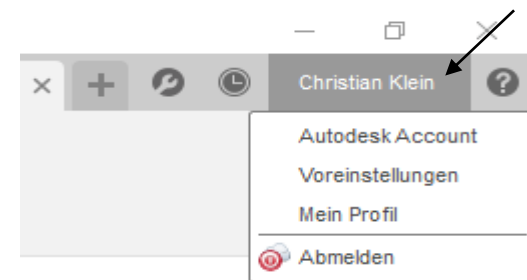 Christian Klein
Autodesk Account
Voreinstellungen
Mein Profil
Abmelden